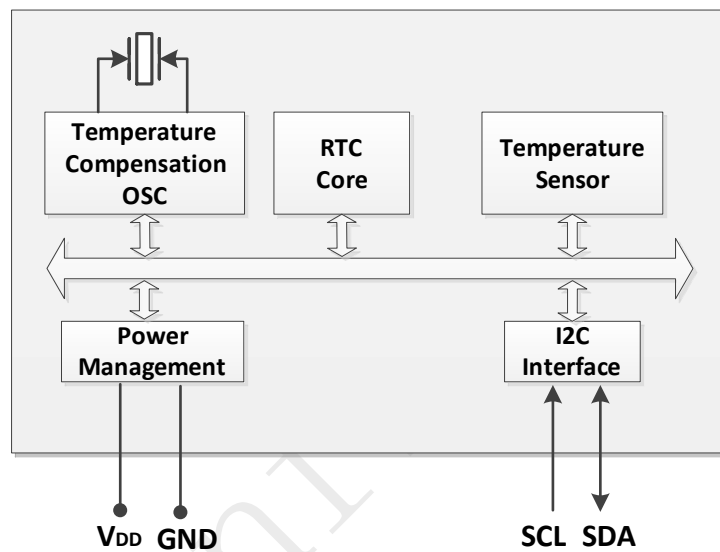 Temperature
Compensation
OSC
RTC
Core
Temperature
Sensor
Power
Management
I2C
Interface
VDD GND
SCL SDA